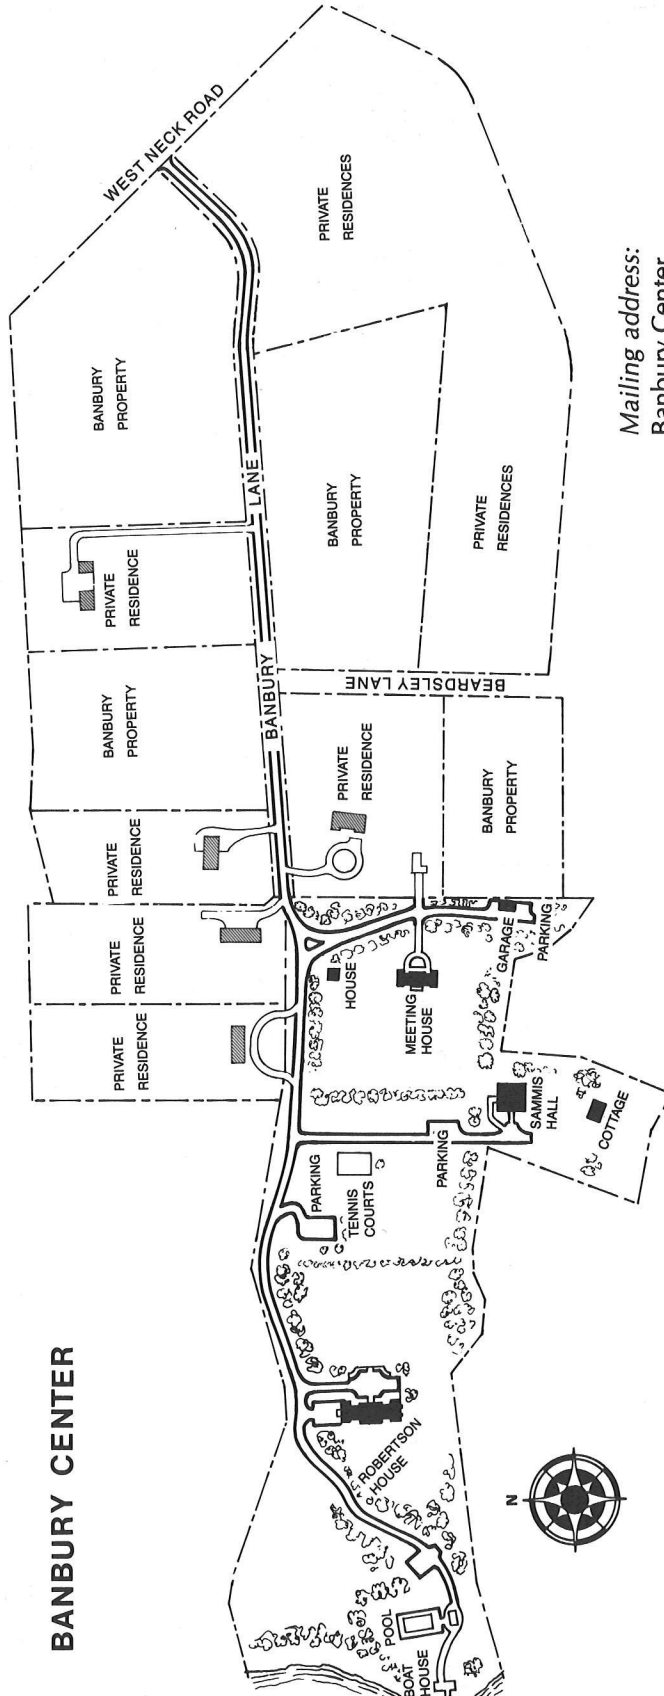 BANBURY CENTER
WEST NECK ROAD
PRIVATE
RESIDENCES
BANBURY
PROPERTY
BANBURY LANE
PRIVATE
RESIDENCE
BANBURY
PROPERTY
PRIVATE
RESIDENCES
BANBURY
PROPERTY
BEARDSLEY LANE
PRIVATE
RESIDENCE
BANBURY
PROPERTY
PRIVATE
RESIDENCE
PRIVATE
RESIDENCE
PRIVATE
RESIDENCE
HOUSE
MEETING
HOUSE
GARAGE
PARKING
SAMMIS
HALL
COTTAGE
PARKING
PARKING
TENNIS
COURTS
ROBERTSON
HOUSE
POOL
BOAT
HOUSE
N
Mailing address:
Banbury Center